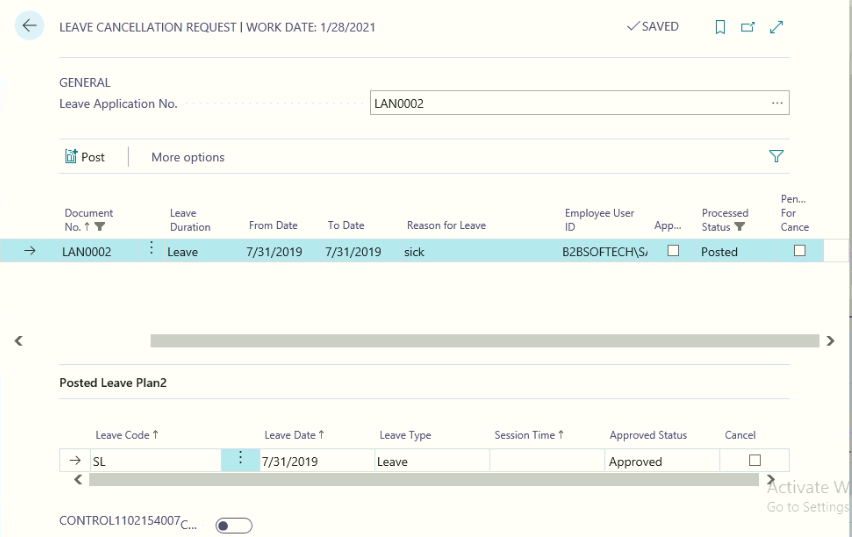 LEAVE CANCELLATION REQUEST | WORK DATE: 1/28/2021
SAVED
GENERAL
Leave Application No.
LAN0002
Post
More options
Document No. ↑
Leave Duration
From Date
To Date
Reason for Leave
Employee User ID
App...
Processed Status
Pen... For Cance
LAN0002
Leave
7/31/2019
7/31/2019
sick
B2BSOFTECH\SA
Posted
Posted Leave Plan2
Leave Code ↑
Leave Date ↑
Leave Type
Session Time ↑
Approved Status
Cancel
SL
7/31/2019
Leave
Approved
Activate W
Go to Settings
CONTROL1102154007
C...